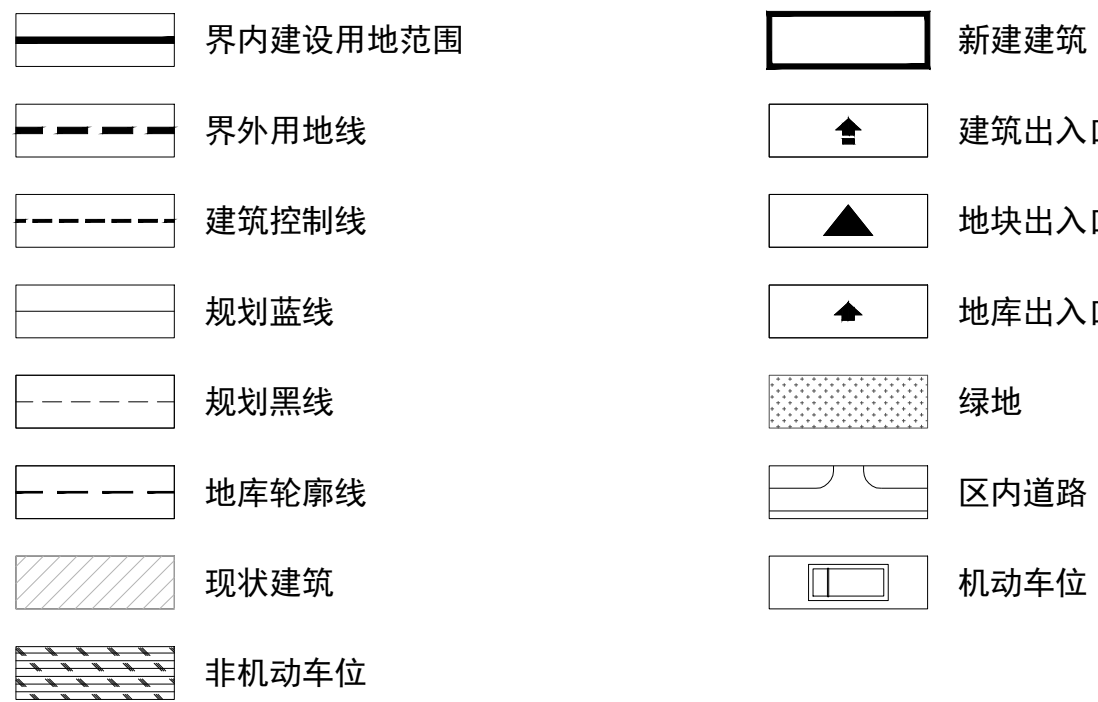 界内建设用地范围
界外用地线
建筑控制线
规划蓝线
规划黑线
地库轮廓线
现状建筑
非机动车位
新建建筑
建筑出入口
地块出入口
地库出入口
绿地
区内道路
机动车位